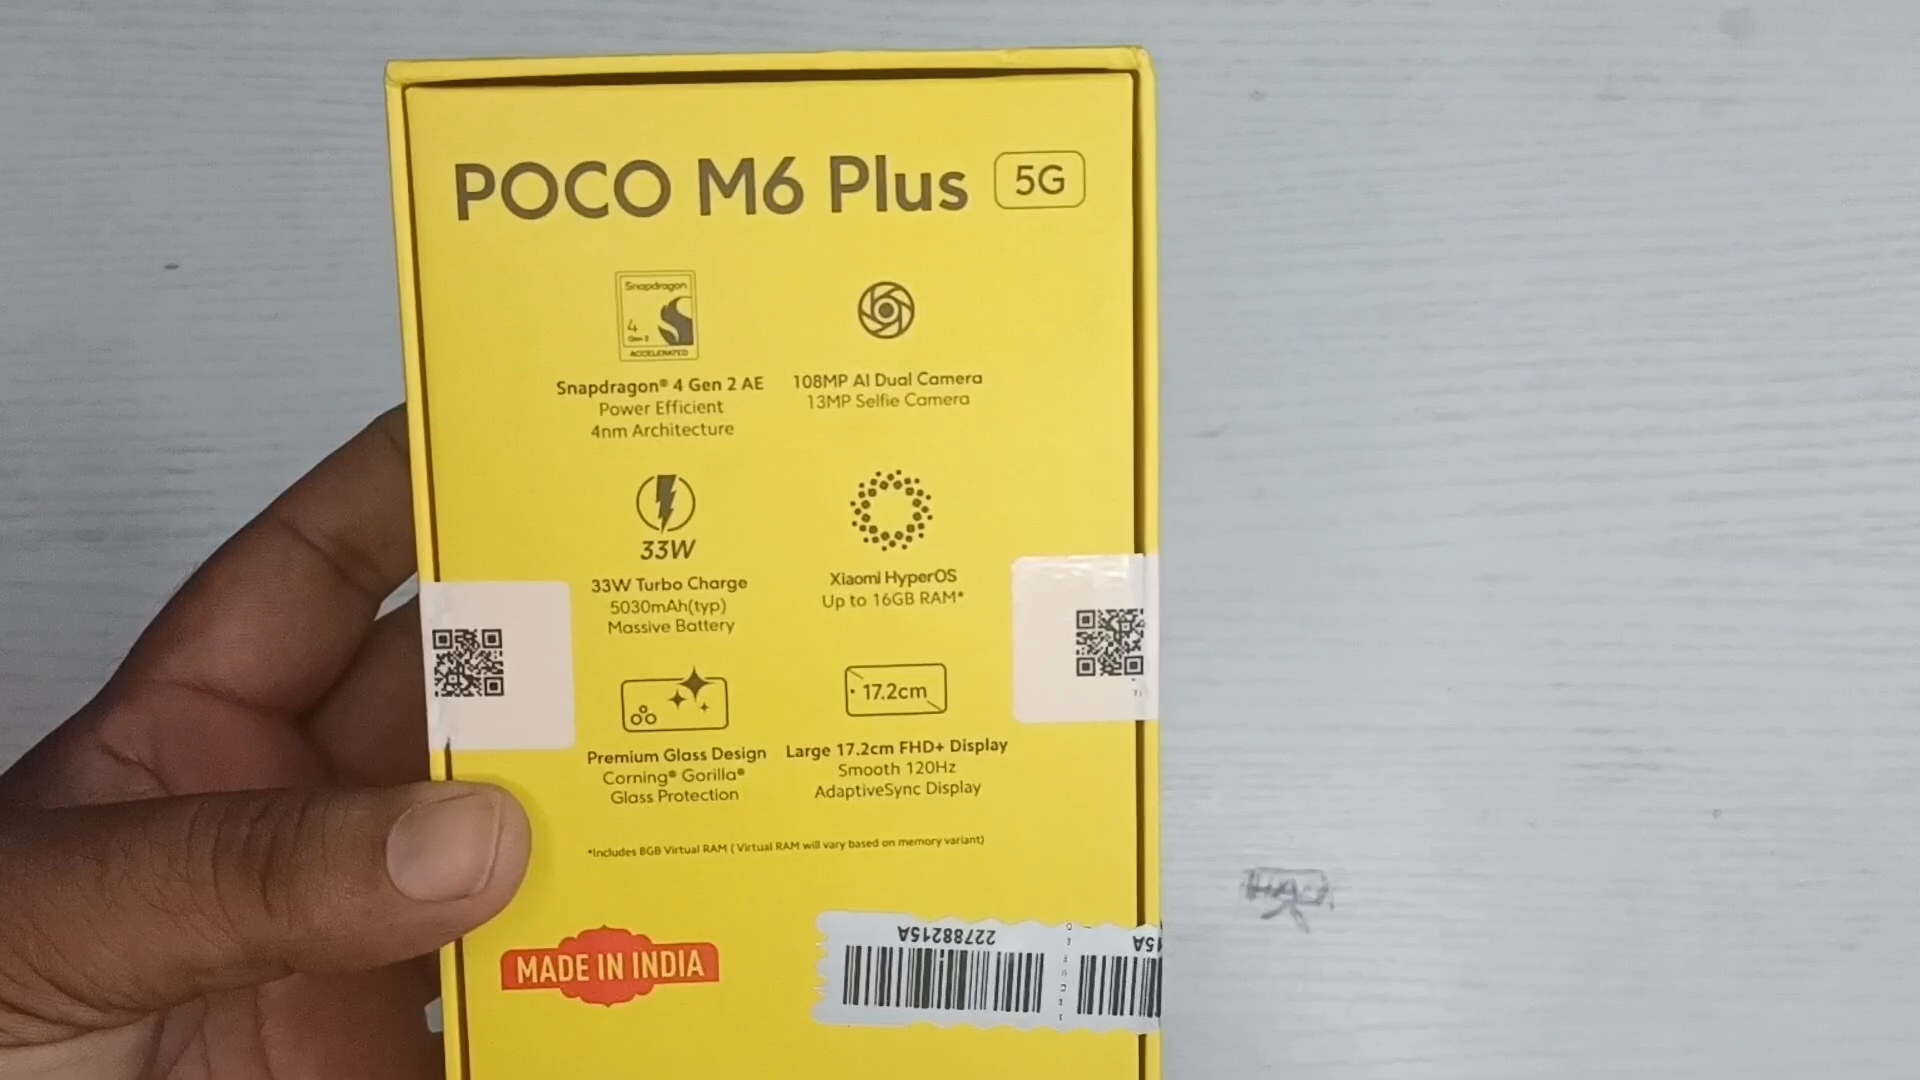 POCO M6 Plus 5G
Snapdragon
4
Gen 2
ACCELERATED
Snapdragon® 4 Gen 2 AE
Power Efficient
4nm Architecture
108MP AI Dual Camera
13MP Selfie Camera
33W
33W Turbo Charge
5030mAh(typ)
Massive Battery
Xiaomi HyperOS
Up to 16GB RAM*
Premium Glass Design
Corning® Gorilla®
Glass Protection
17.2cm
Large 17.2cm FHD+ Display
Smooth 120Hz
AdaptiveSync Display
*Includes 8GB Virtual RAM ( Virtual RAM will vary based on memory variant)
MADE IN INDIA
22788215A
15A